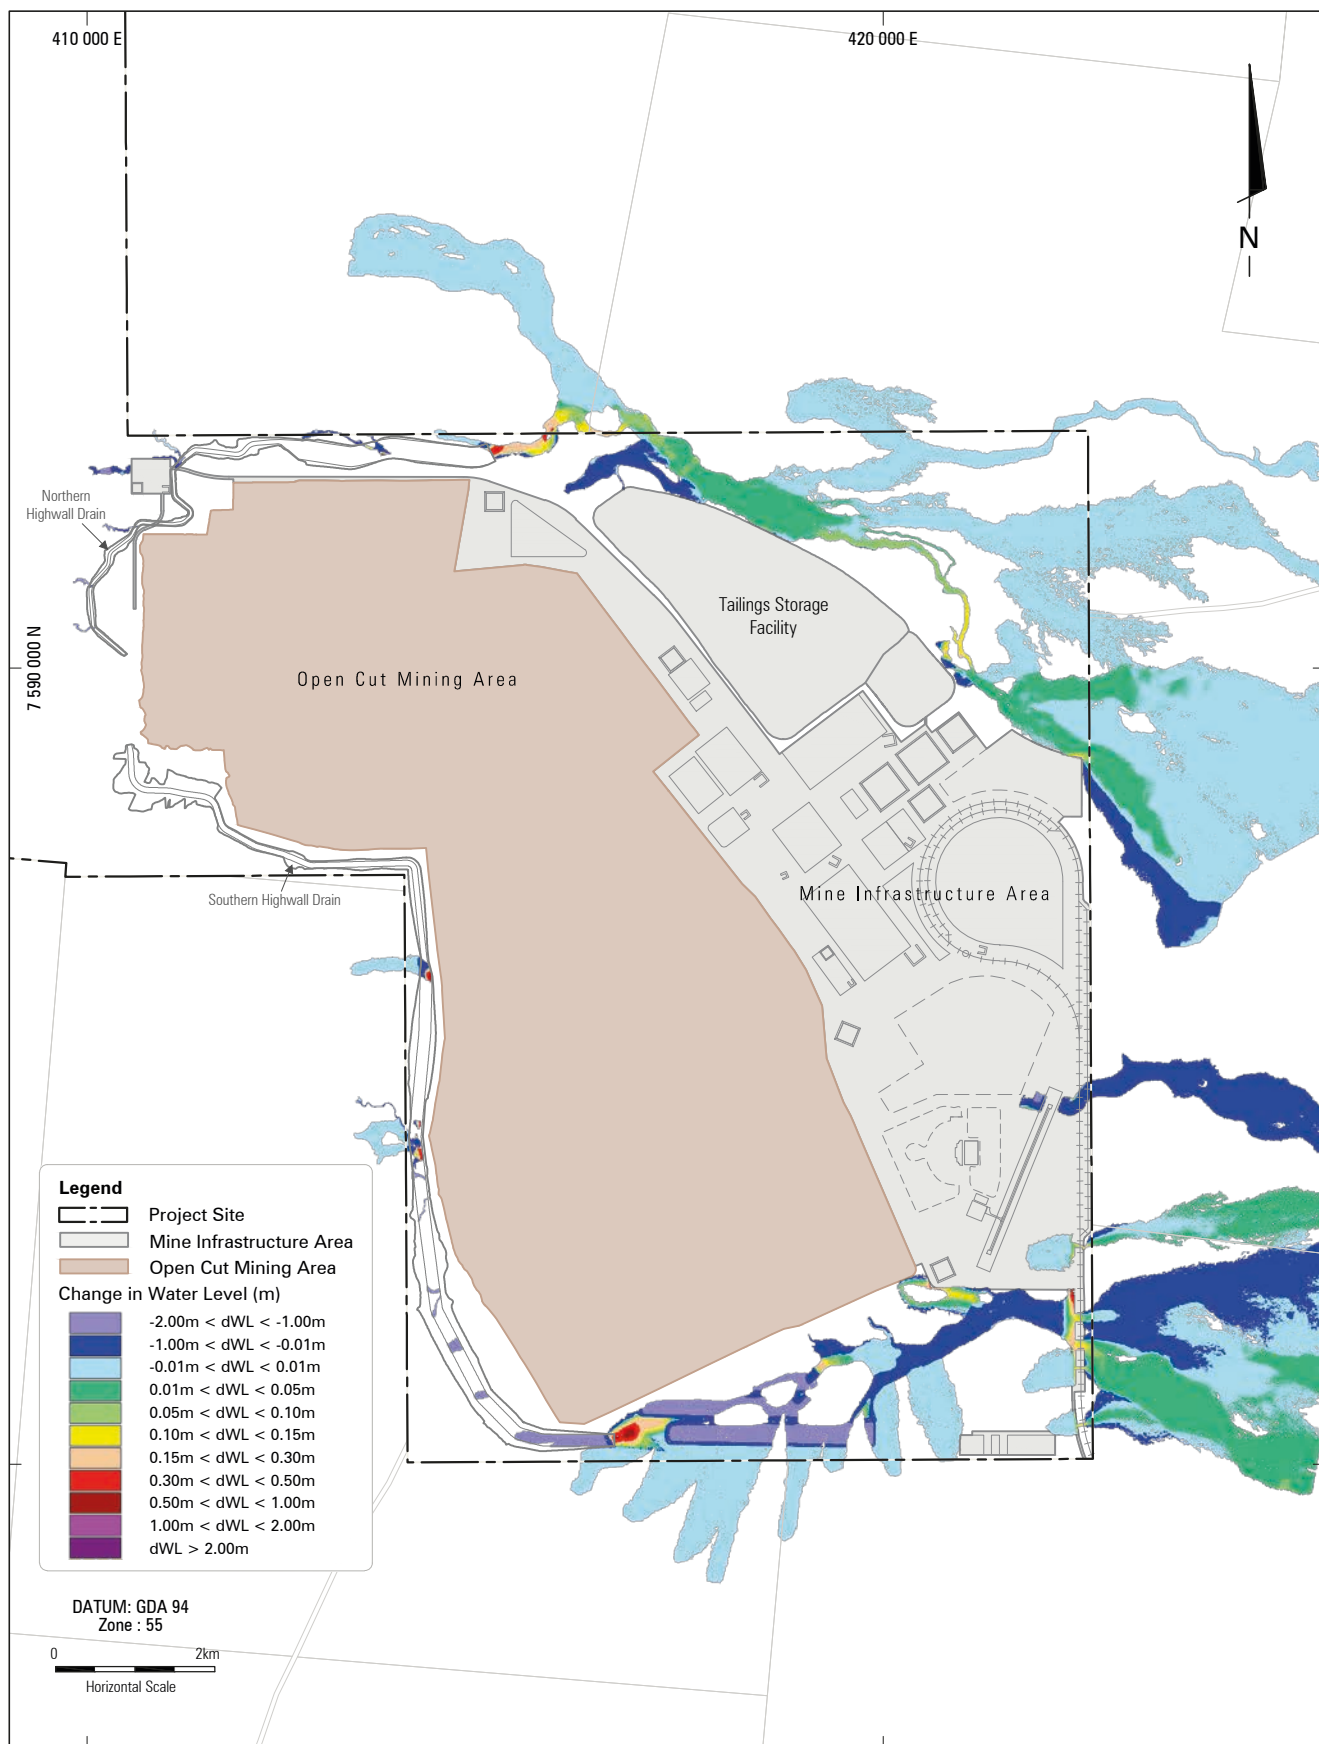 410 000 E
420 000 E
N
Northern
Highwall Drain
7 590 000 N
Tailings Storage
Facility
Open Cut Mining Area
Mine Infrastructure Area
Southern Highwall Drain
Legend
Project Site
Mine Infrastructure Area
Open Cut Mining Area
Change in Water Level (m)
-2.00m < dWL < -1.00m
-1.00m < dWL < -0.01m
-0.01m < dWL < 0.01m
0.01m < dWL < 0.05m
0.05m < dWL < 0.10m
0.10m < dWL < 0.15m
0.15m < dWL < 0.30m
0.30m < dWL < 0.50m
0.50m < dWL < 1.00m
1.00m < dWL < 2.00m
dWL > 2.00m
DATUM: GDA 94
Zone : 55
0 2km
Horizontal Scale